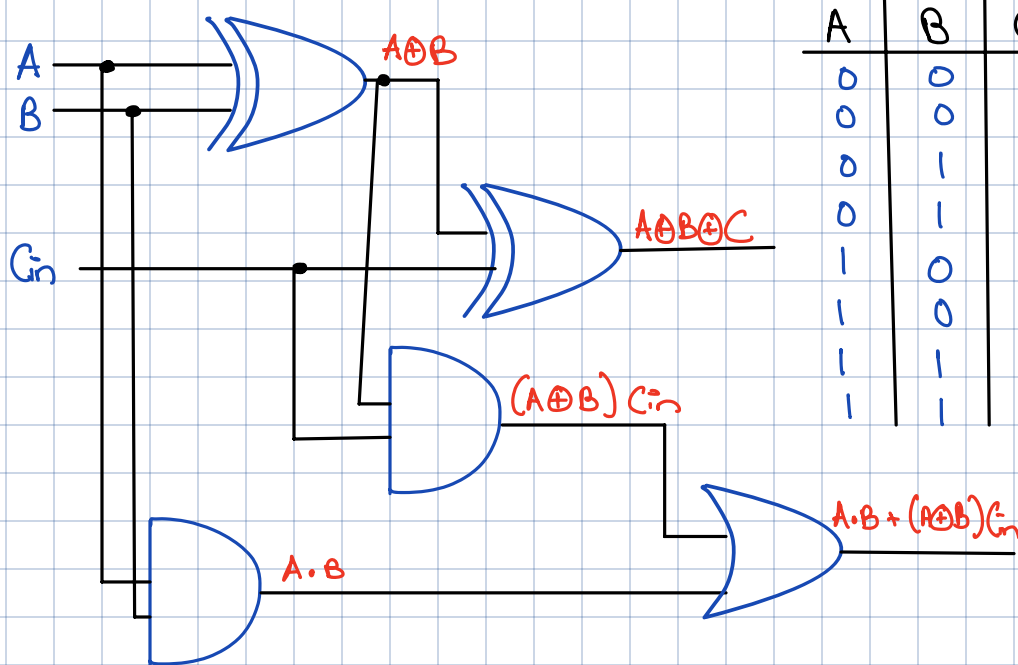 A
B
Cin
A⊕B
A⊕B⊕C
(A⊕B) Cin
A.B
A.B + (A⊕B)Cin
A B
0 0
0 0
0 1
0 1
1 0
1 0
1 1
1 1